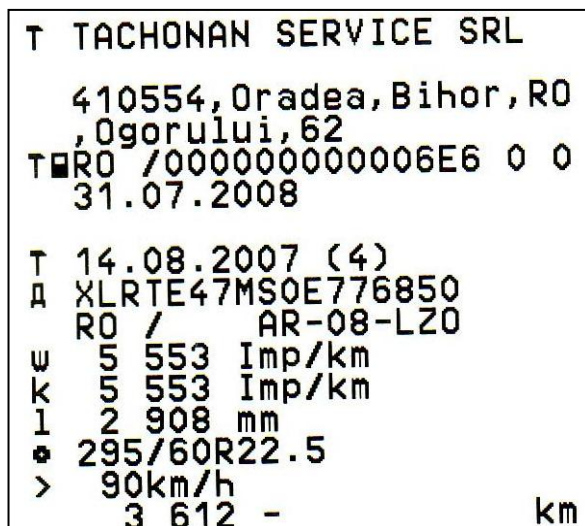 T TACHONAN SERVICE SRL
410554,Oradea,Bihor,RO
,Ogorului,62
T RO /000000000006E6 0 0
31.07.2008
T 14.08.2007 (4)
A XLRTE47MS0E776850
RO / AR-08-LZO
w 5 553 Imp/km
k 5 553 Imp/km
l 2 908 mm
295/60R22.5
> 90km/h
3 612 - km